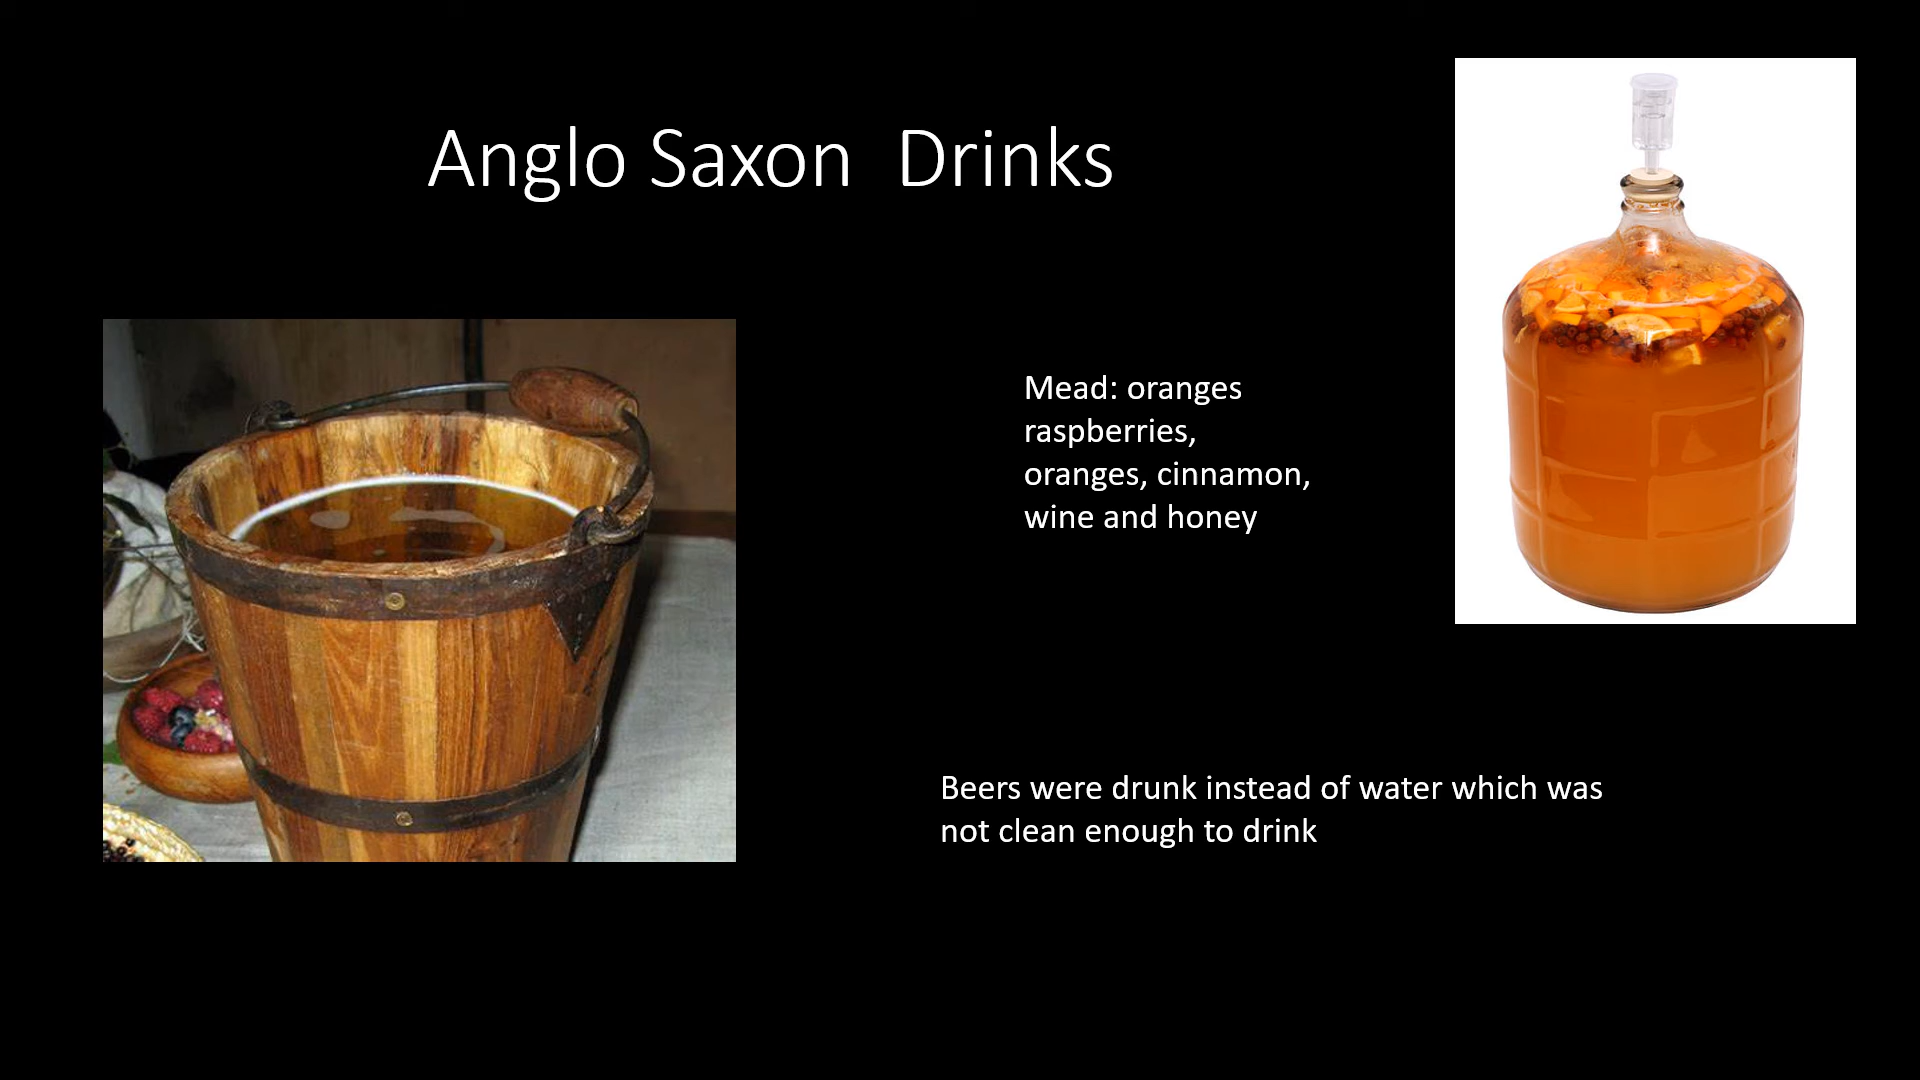 Anglo Saxon  Drinks
Mead: oranges
raspberries,
oranges, cinnamon,
wine and honey
Beers were drunk instead of water which was
not clean enough to drink